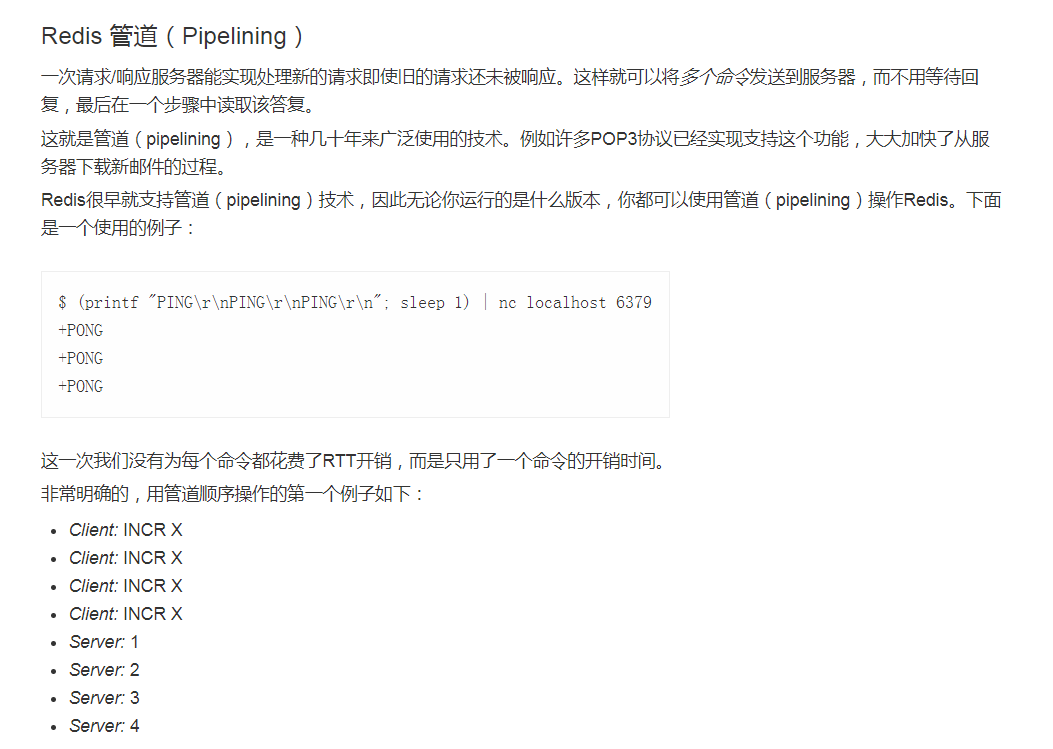 Redis 管道（Pipelining）
一次请求/响应服务器能实现处理新的请求即使旧的请求还未被响应。这样就可以将多个命令发送到服务器，而不用等待回
复，最后在一个步骤中读取该答复。
这就是管道（pipelining），是一种几十年来广泛使用的技术。例如许多POP3协议已经实现支持这个功能，大大加快了从服
务器下载新邮件的过程。
Redis很早就支持管道（pipelining）技术，因此无论你运行的是什么版本，你都可以使用管道（pipelining）操作Redis。下面
是一个使用的例子：
$ (printf "PING\r\nPING\r\nPING\r\n"; sleep 1) | nc localhost 6379
+PONG
+PONG
+PONG
这一次我们没有为每个命令都花费了RTT开销，而是只用了一个命令的开销时间。
非常明确的，用管道顺序操作的第一个例子如下：
• Client: INCR X
• Client: INCR X
• Client: INCR X
• Client: INCR X
• Server: 1
• Server: 2
• Server: 3
• Server: 4